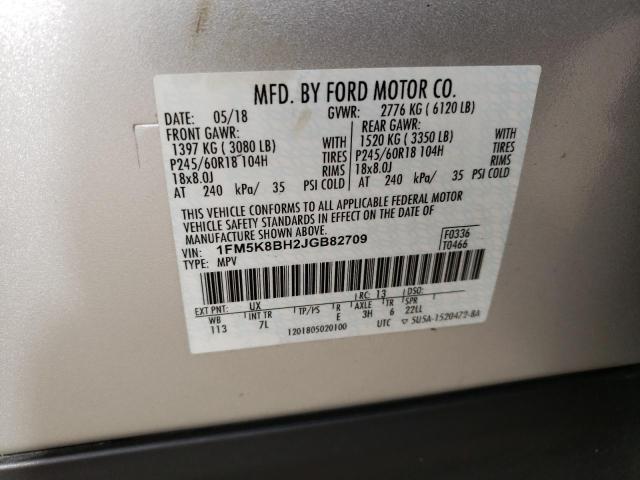 MFD. BY FORD MOTOR CO.
DATE: 05/18 GVWR: 2776 KG ( 6120 LB)
FRONT GAWR: REAR GAWR:
1397 KG ( 3080 LB) WITH 1520 KG ( 3350 LB) WITH
P245/60R18 104H TIRES P245/60R18 104H TIRES
18x8.0J RIMS 18x8.0J RIMS
AT 240 kPa/ 35 PSI COLD AT 240 kPa/ 35 PSI COLD
THIS VEHICLE CONFORMS TO ALL APPLICABLE FEDERAL MOTOR
VEHICLE SAFETY STANDARDS IN EFFECT ON THE DATE OF
MANUFACTURE SHOWN ABOVE.
VIN: 1FM5K8BH2JGB82709 F0336
TYPE: MPV T0466
EXT PNT: UX RC: 13 DSO:
WB INT TR TP/PS R AXLE TR SPR
113 7L E 3H 6 22LL
1201805020100 UTC ▽ 5U5A-1520472-BA